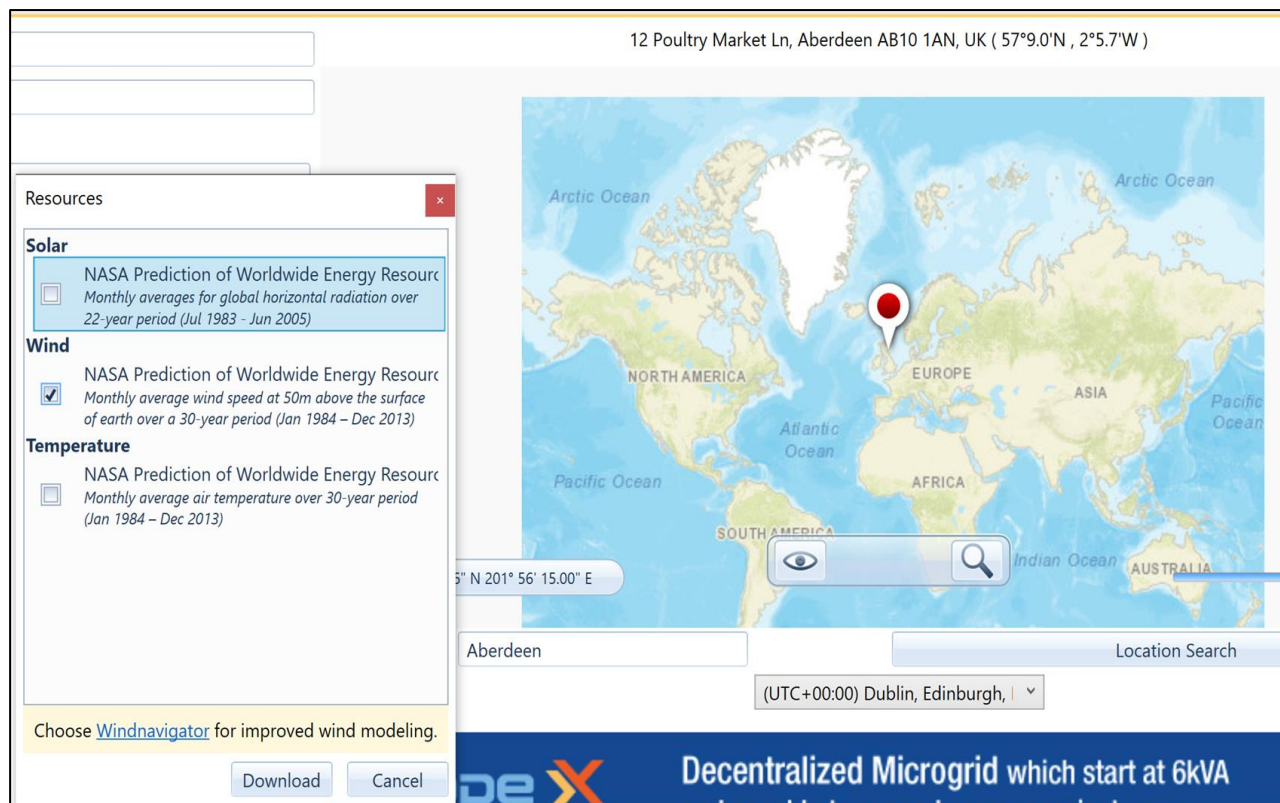 12 Poultry Market Ln, Aberdeen AB10 1AN, UK ( 57°9.0'N , 2°5.7'W )
Resources
Solar
NASA Prediction of Worldwide Energy Resourc
Monthly averages for global horizontal radiation over
22-year period (Jul 1983 - Jun 2005)
Wind
NASA Prediction of Worldwide Energy Resourc
Monthly average wind speed at 50m above the surface
of earth over a 30-year period (Jan 1984 – Dec 2013)
Temperature
NASA Prediction of Worldwide Energy Resourc
Monthly average air temperature over 30-year period
(Jan 1984 – Dec 2013)
Choose Windnavigator for improved wind modeling.
Download
Cancel
Arctic Ocean
Arctic Ocean
NORTH AMERICA
EUROPE
ASIA
Pacific
Ocean
Atlantic
Ocean
Pacific Ocean
AFRICA
SOUTH AMERICA
Indian Ocean
AUSTRALIA
" N 201° 56' 15.00" E
Aberdeen
Location Search
(UTC+00:00) Dublin, Edinburgh,
Decentralized Microgrid which start at 6kVA